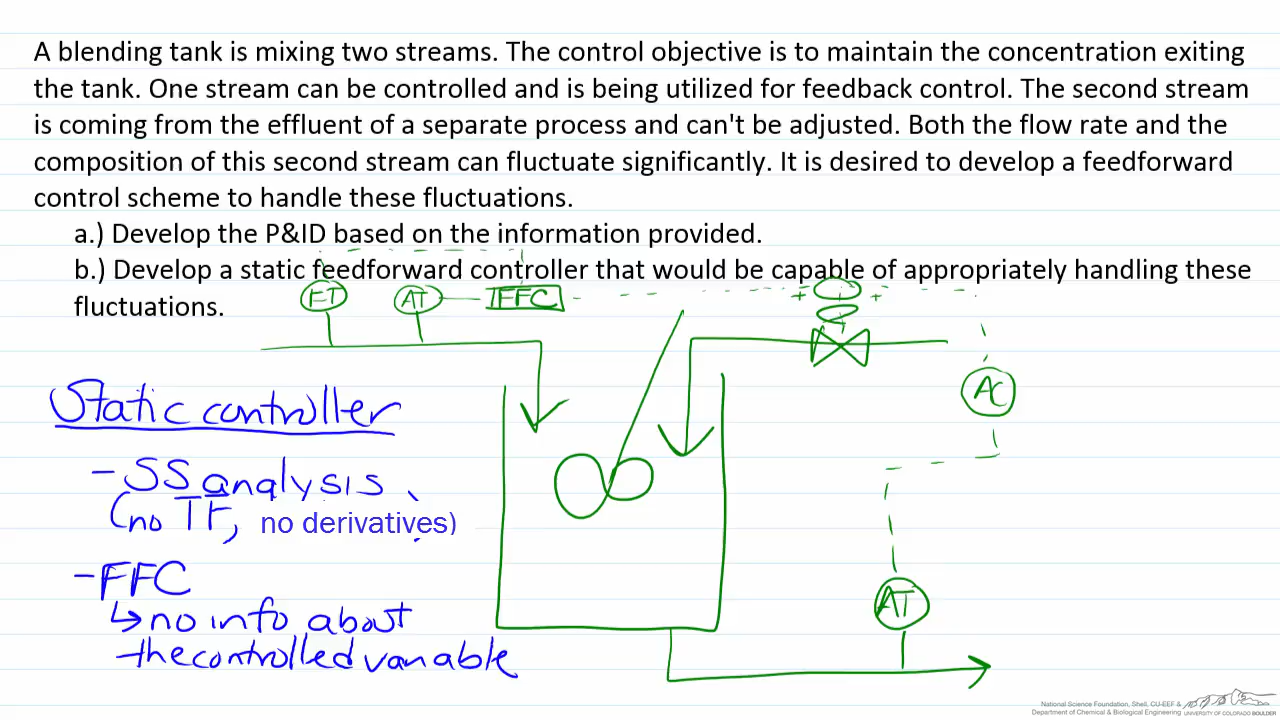 A blending tank is mixing two streams. The control objective is to maintain the concentration exiting
the tank. One stream can be controlled and is being utilized for feedback control. The second stream
is coming from the effluent of a separate process and can't be adjusted. Both the flow rate and the
composition of this second stream can fluctuate significantly. It is desired to develop a feedforward
control scheme to handle these fluctuations.
a.) Develop the P&ID based on the information provided.
b.) Develop a static feedforward controller that would be capable of appropriately handling these
fluctuations.
FT AT FFC + +
AC
Static controller
- SS analysis
(no TF, no derivatives)
- FFC
↳ no info about
the controlled variable
AT
National Science Foundation, Shell, CU-EEF &
Department of Chemical & Biological Engineering
UNIVERSITY OF COLORADO BOULDER